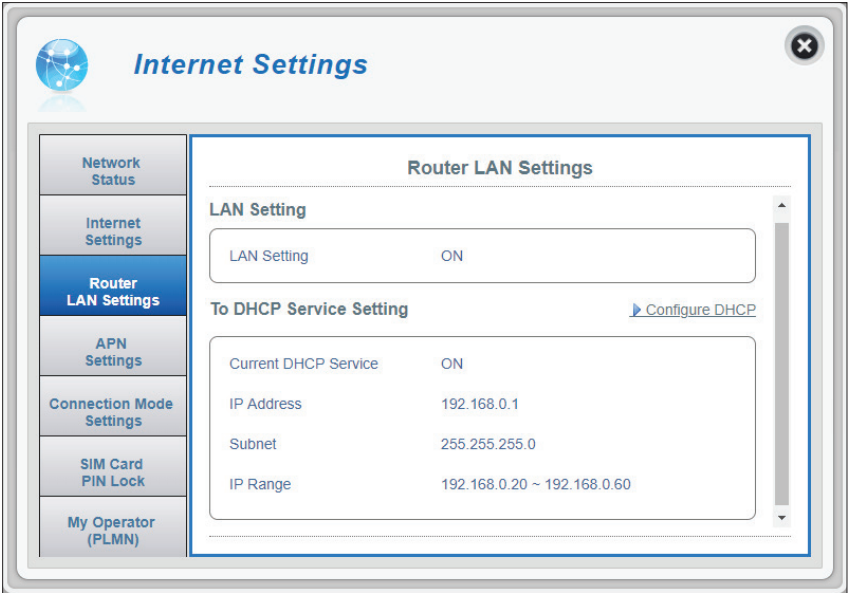 Internet Settings
Network
Status
Internet
Settings
Router
LAN Settings
APN
Settings
Connection Mode
Settings
SIM Card
PIN Lock
My Operator
(PLMN)
Router LAN Settings
LAN Setting
LAN Setting ON
To DHCP Service Setting Configure DHCP
Current DHCP Service ON
IP Address 192.168.0.1
Subnet 255.255.255.0
IP Range 192.168.0.20 ~ 192.168.0.60